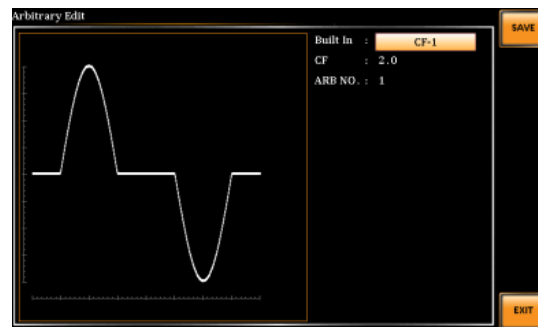 Arbitrary Edit
SAVE
Built In : CF-1
CF : 2.0
ARB NO. : 1
EXIT